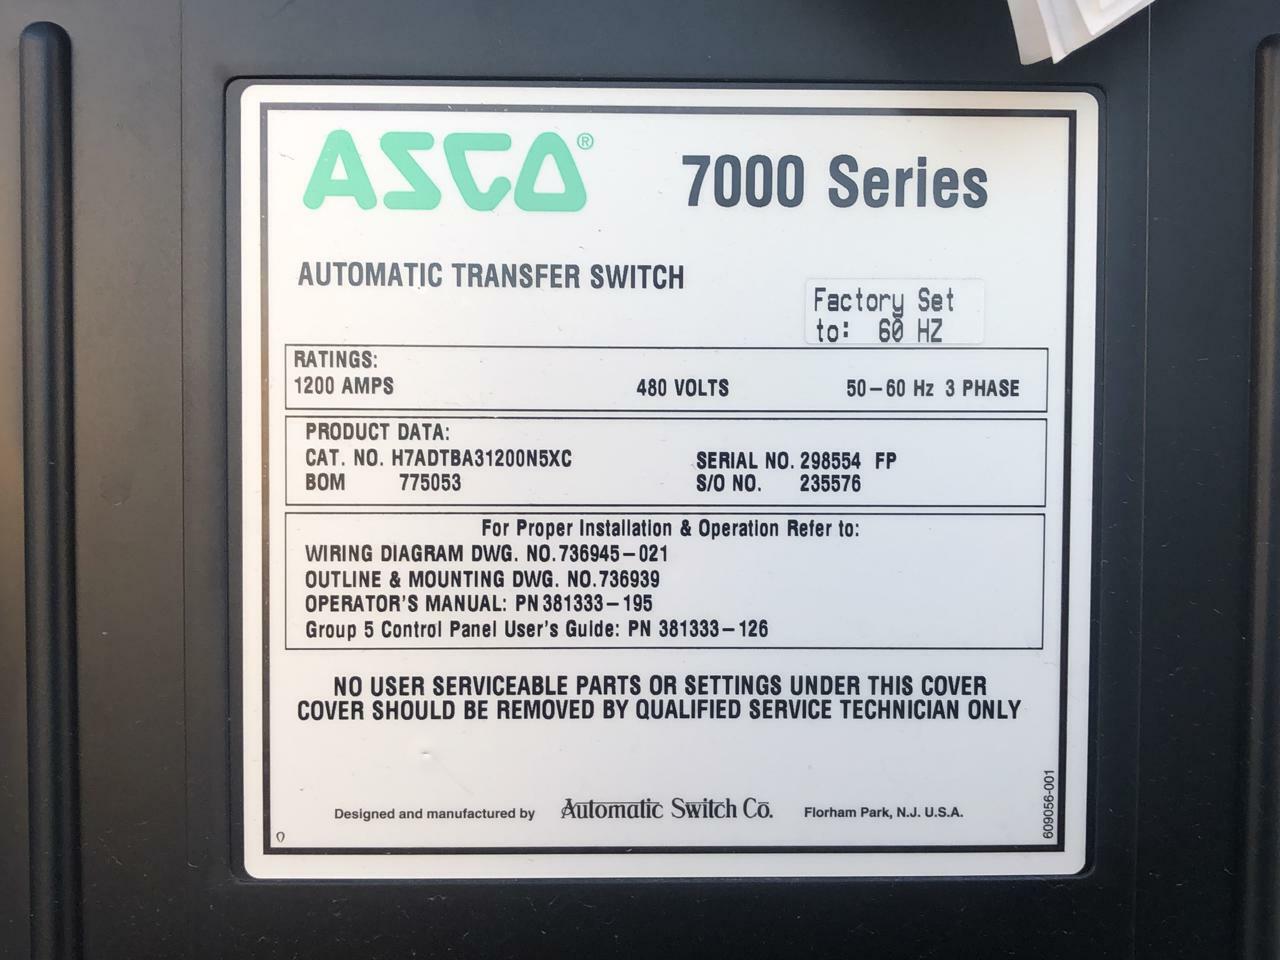 ASCO® 7000 Series
AUTOMATIC TRANSFER SWITCH
Factory Set
to: 60 HZ
RATINGS:
1200 AMPS 480 VOLTS 50-60 Hz 3 PHASE
PRODUCT DATA:
CAT. NO. H7ADTBA31200N5XC SERIAL NO. 298554 FP
BOM 775053 S/O NO. 235576
For Proper Installation & Operation Refer to:
WIRING DIAGRAM DWG. NO. 736945-021
OUTLINE & MOUNTING DWG. NO. 736939
OPERATOR'S MANUAL: PN 381333-195
Group 5 Control Panel User's Guide: PN 381333-126
NO USER SERVICEABLE PARTS OR SETTINGS UNDER THIS COVER
COVER SHOULD BE REMOVED BY QUALIFIED SERVICE TECHNICIAN ONLY
Designed and manufactured by Automatic Switch Co. Florham Park, N.J. U.S.A.
609056-001